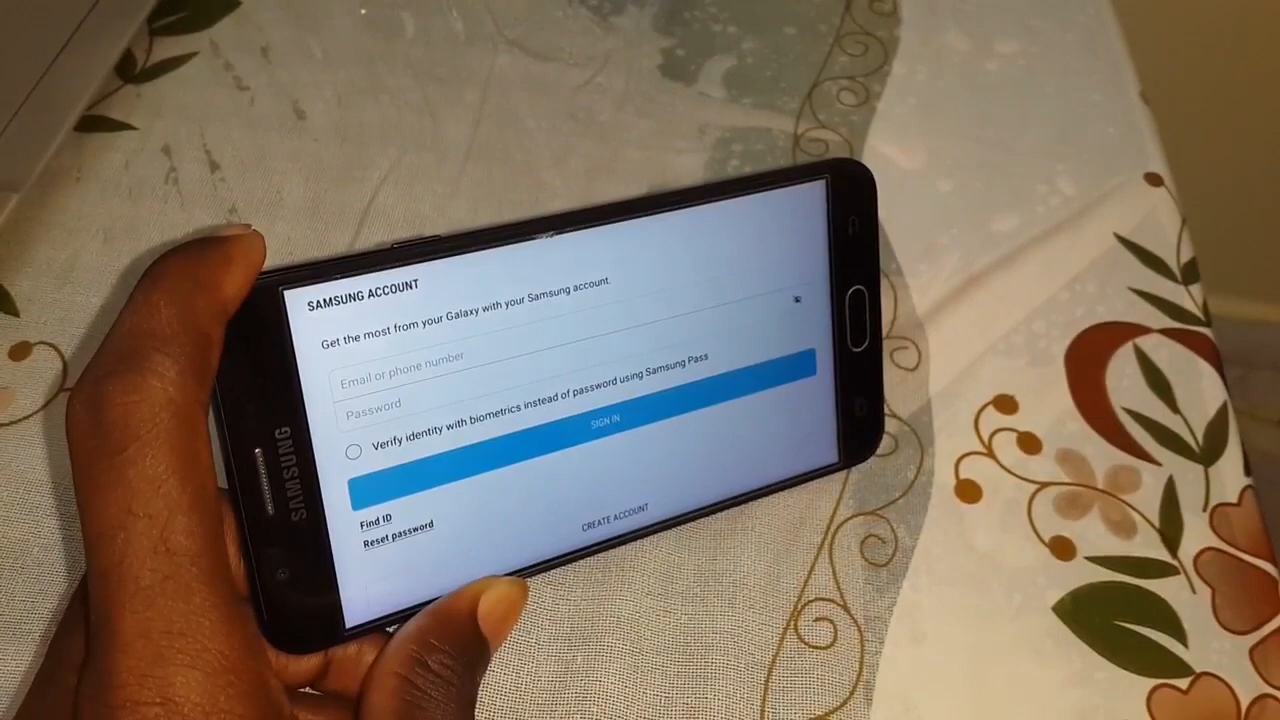 SAMSUNG
SAMSUNG ACCOUNT
Get the most from your Galaxy with your Samsung account.
Email or phone number
Password
Verify identity with biometrics instead of password using Samsung Pass
SIGN IN
Find ID
Reset password
CREATE ACCOUNT